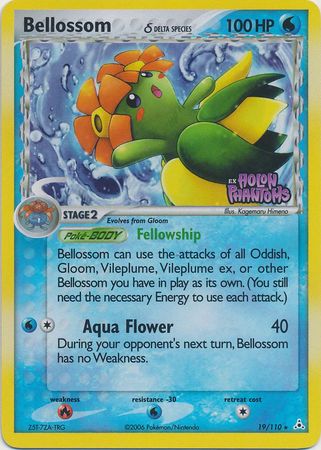 Bellossom δ DELTA SPECIES 100 HP
EX HOLON PHANTOMS
Illus. Kagemaru Himeno
STAGE 2 Evolves from Gloom
Poké-BODY Fellowship
Bellossom can use the attacks of all Oddish,
Gloom, Vileplume, Vileplume ex, or other
Bellossom you have in play as its own. (You still
need the necessary Energy to use each attack.)
Aqua Flower 40
During your opponent's next turn, Bellossom
has no Weakness.
weakness resistance -30 retreat cost
Z5T-7ZA-TRG ©2006 Pokémon/Nintendo 19/110 ★